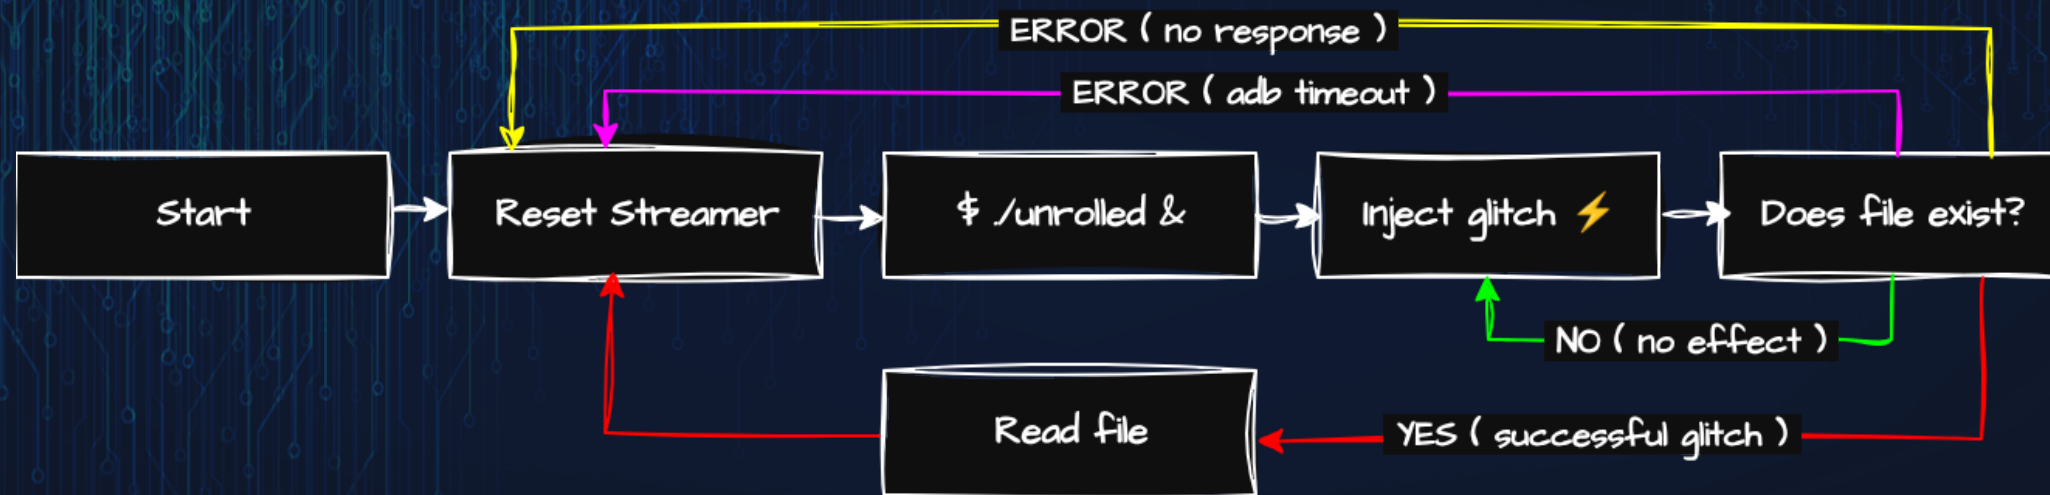 ERROR ( no response )
ERROR ( adb timeout )
Start
Reset Streamer
$ ./unrolled &
Inject glitch ⚡
Does file exist?
NO ( no effect )
Read file
YES ( successful glitch )